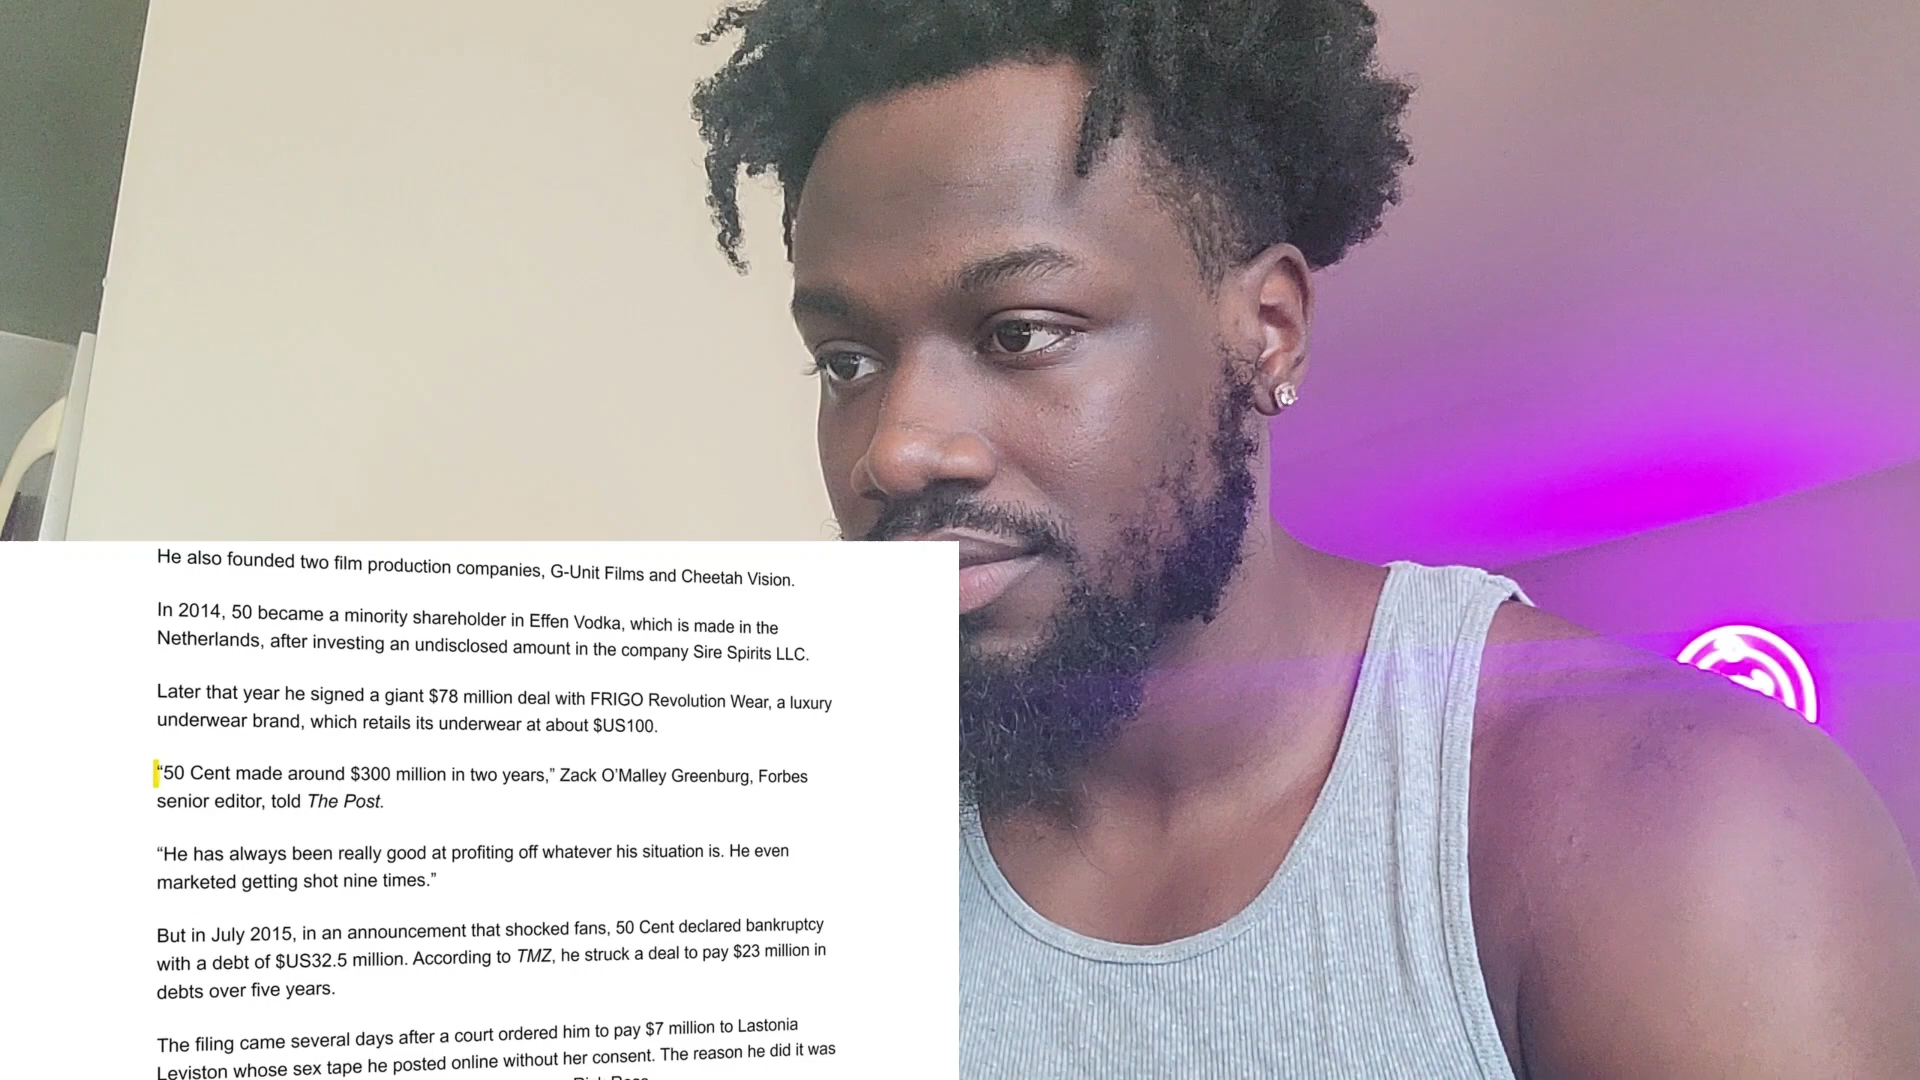 He also founded two film production companies, G-Unit Films and Cheetah Vision.
In 2014, 50 became a minority shareholder in Effen Vodka, which is made in the
Netherlands, after investing an undisclosed amount in the company Sire Spirits LLC.
Later that year he signed a giant $78 million deal with FRIGO Revolution Wear, a luxury
underwear brand, which retails its underwear at about $US100.
“50 Cent made around $300 million in two years,” Zack O’Malley Greenburg, Forbes
senior editor, told The Post.
“He has always been really good at profiting off whatever his situation is. He even
marketed getting shot nine times.”
But in July 2015, in an announcement that shocked fans, 50 Cent declared bankruptcy
with a debt of $US32.5 million. According to TMZ, he struck a deal to pay $23 million in
debts over five years.
The filing came several days after a court ordered him to pay $7 million to Lastonia
Leviston whose sex tape he posted online without her consent. The reason he did it was